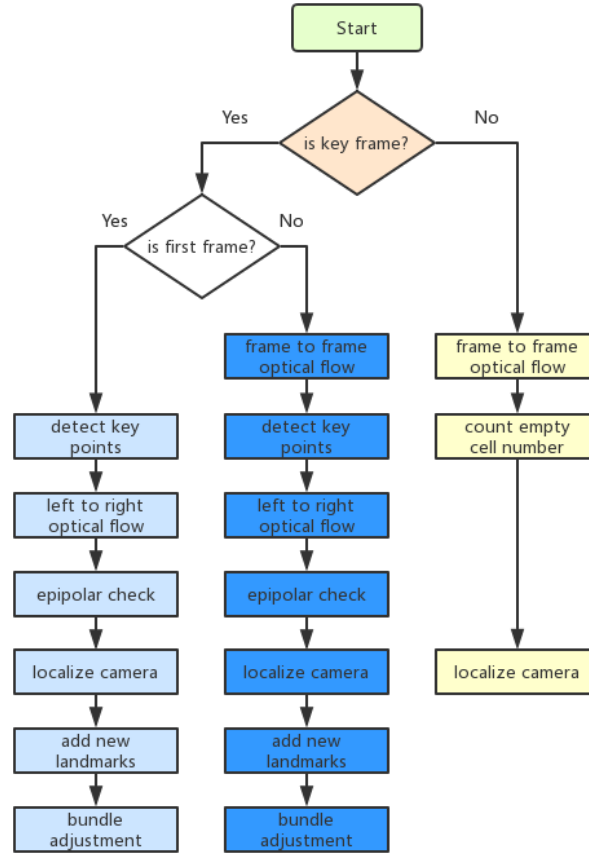 Start
Yes
No
is key frame?
Yes
No
is first frame?
frame to frame
optical flow
frame to frame
optical flow
detect key
points
detect key
points
count empty
cell number
left to right
optical flow
left to right
optical flow
epipolar check
epipolar check
localize camera
localize camera
localize camera
add new
landmarks
add new
landmarks
bundle
adjustment
bundle
adjustment